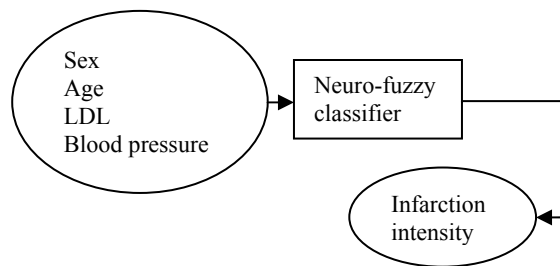 Sex
Age
LDL
Blood pressure
Neuro-fuzzy
classifier
Infarction
intensity